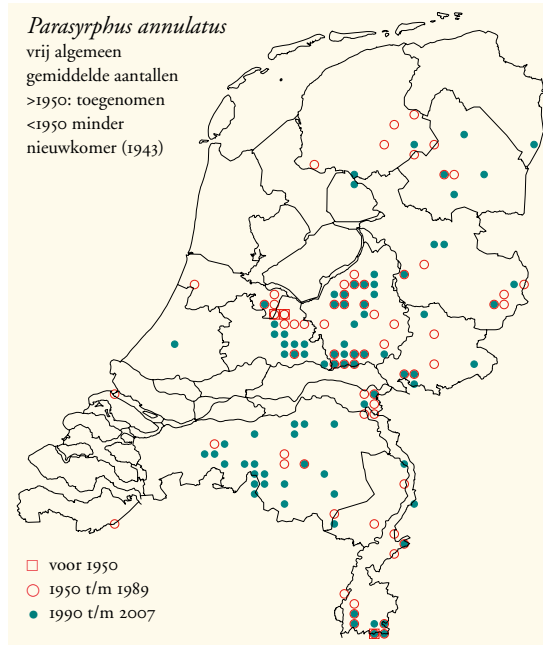 Parasyrphus annulatus
vrij algemeen
gemiddelde aantallen
>1950: toegenomen
<1950 minder
nieuwkomer (1943)
voor 1950
1950 t/m 1989
1990 t/m 2007